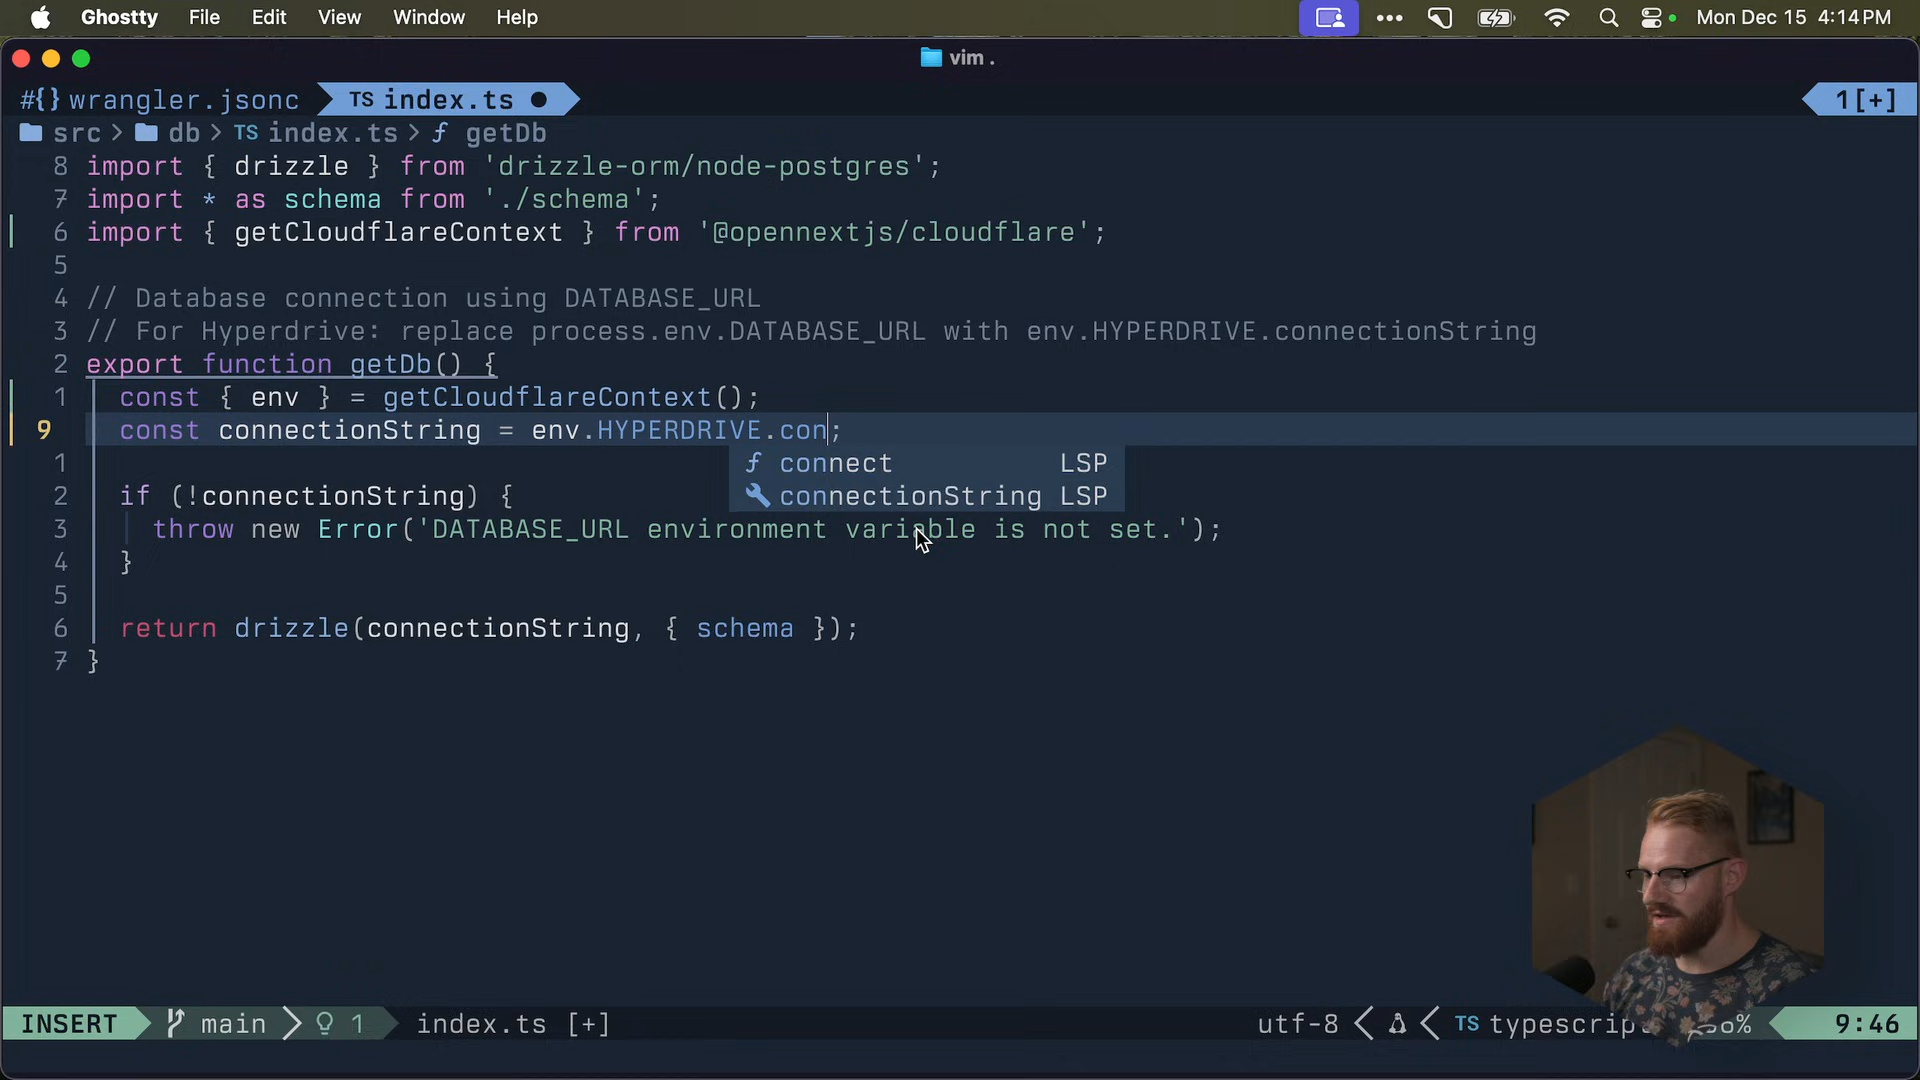 Ghostty File Edit View Window Help Mon Dec 15 4:14 PM
vim .
#{} wrangler.jsonc TS index.ts ● 1[+]
src > db > TS index.ts > ƒ getDb
8 import { drizzle } from 'drizzle-orm/node-postgres';
7 import * as schema from './schema';
6 import { getCloudflareContext } from '@opennextjs/cloudflare';
5
4 // Database connection using DATABASE_URL
3 // For Hyperdrive: replace process.env.DATABASE_URL with env.HYPERDRIVE.connectionString
2 export function getDb() {
1 const { env } = getCloudflareContext();
9 const connectionString = env.HYPERDRIVE.con;
1 ƒ connect LSP
2 if (!connectionString) { connectionString LSP
3 throw new Error('DATABASE_URL environment variable is not set.');
4 }
5
6 return drizzle(connectionString, { schema });
7 }
INSERT main 1 index.ts [+] utf-8 TS typescrip 9:46